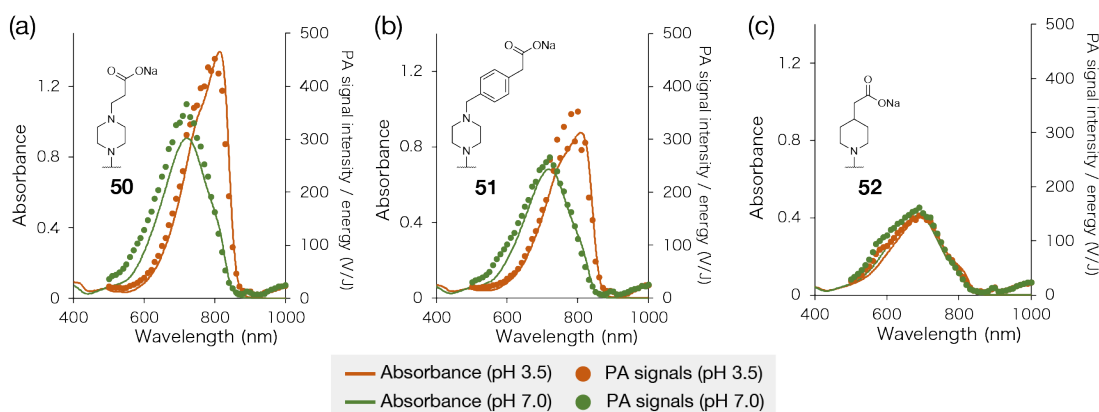 (a)
Absorbance
1.2
0.8
0.4
0
400
600
800
1000
Wavelength (nm)
500
400
300
200
100
0
PA signal intensity / energy (V/J)
O
ONa
N
N
50
(b)
Absorbance
1.2
0.8
0.4
0
400
600
800
1000
Wavelength (nm)
500
400
300
200
100
0
PA signal intensity / energy (V/J)
O
ONa
N
N
51
(c)
Absorbance
1.2
0.8
0.4
0
400
600
800
1000
Wavelength (nm)
500
400
300
200
100
0
PA signal intensity / energy (V/J)
O
ONa
N
52
Absorbance (pH 3.5)
PA signals (pH 3.5)
Absorbance (pH 7.0)
PA signals (pH 7.0)